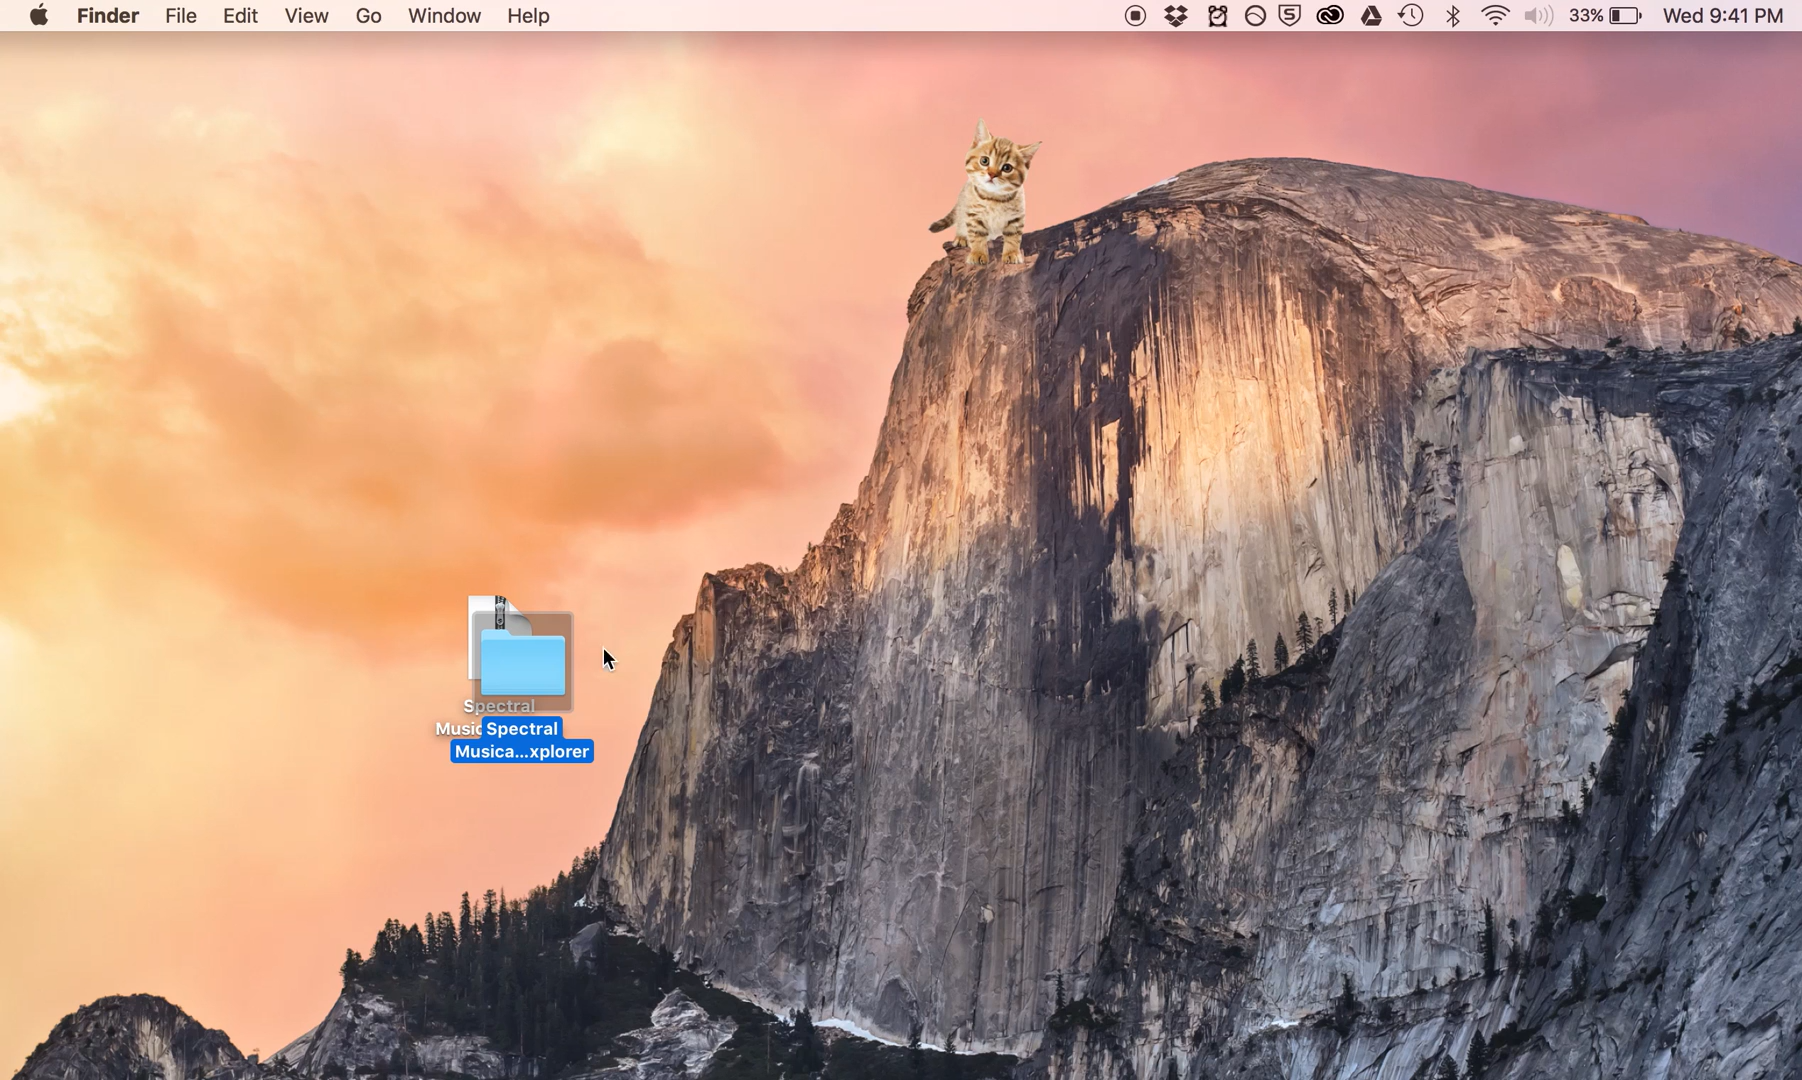 Finder File Edit View Go Window Help 33% Wed 9:41 PM
Spectral
Music
Spectral
Musica...xplorer